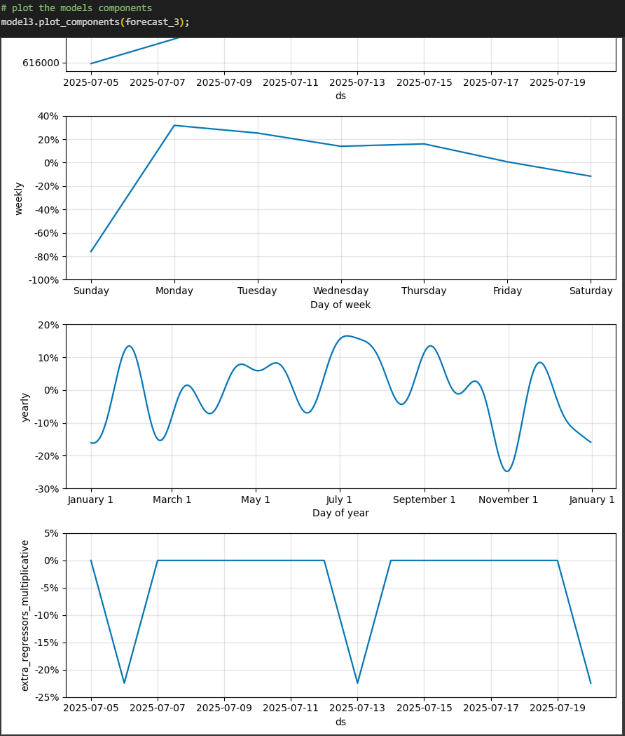 # plot the models components
model3.plot_components(forecast_3);
616000
2025-07-05 2025-07-07 2025-07-09 2025-07-11 2025-07-13 2025-07-15 2025-07-17 2025-07-19
ds
40%
20%
0%
-20%
-40%
-60%
-80%
-100%
weekly
Sunday Monday Tuesday Wednesday Thursday Friday Saturday
Day of week
20%
10%
0%
-10%
-20%
-30%
yearly
January 1 March 1 May 1 July 1 September 1 November 1 January 1
Day of year
5%
0%
-5%
-10%
-15%
-20%
-25%
extra_regressors_multiplicative
2025-07-05 2025-07-07 2025-07-09 2025-07-11 2025-07-13 2025-07-15 2025-07-17 2025-07-19
ds